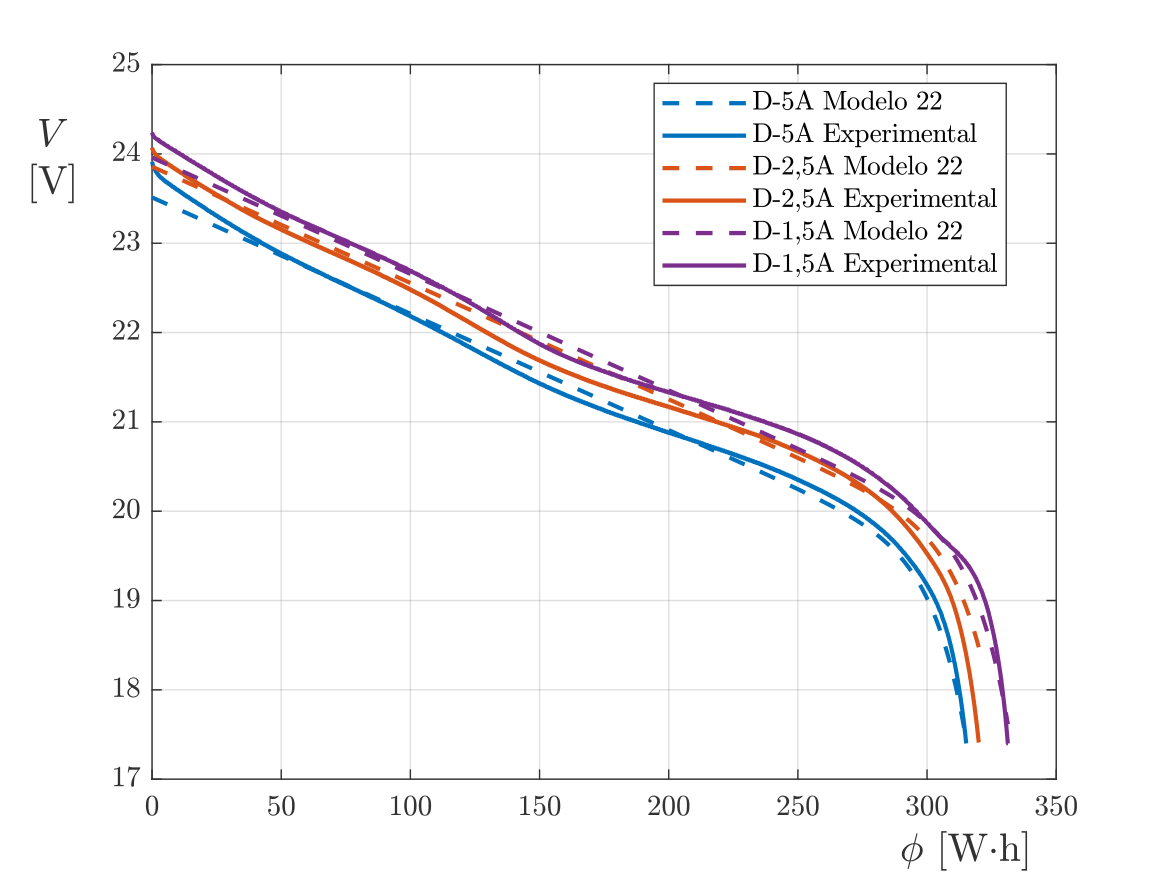 25
24
23
22
21
20
19
18
17
V
[V]
D-5A Modelo 22
D-5A Experimental
D-2,5A Modelo 22
D-2,5A Experimental
D-1,5A Modelo 22
D-1,5A Experimental
0 50 100 150 200 250 300 350
ϕ [W·h]